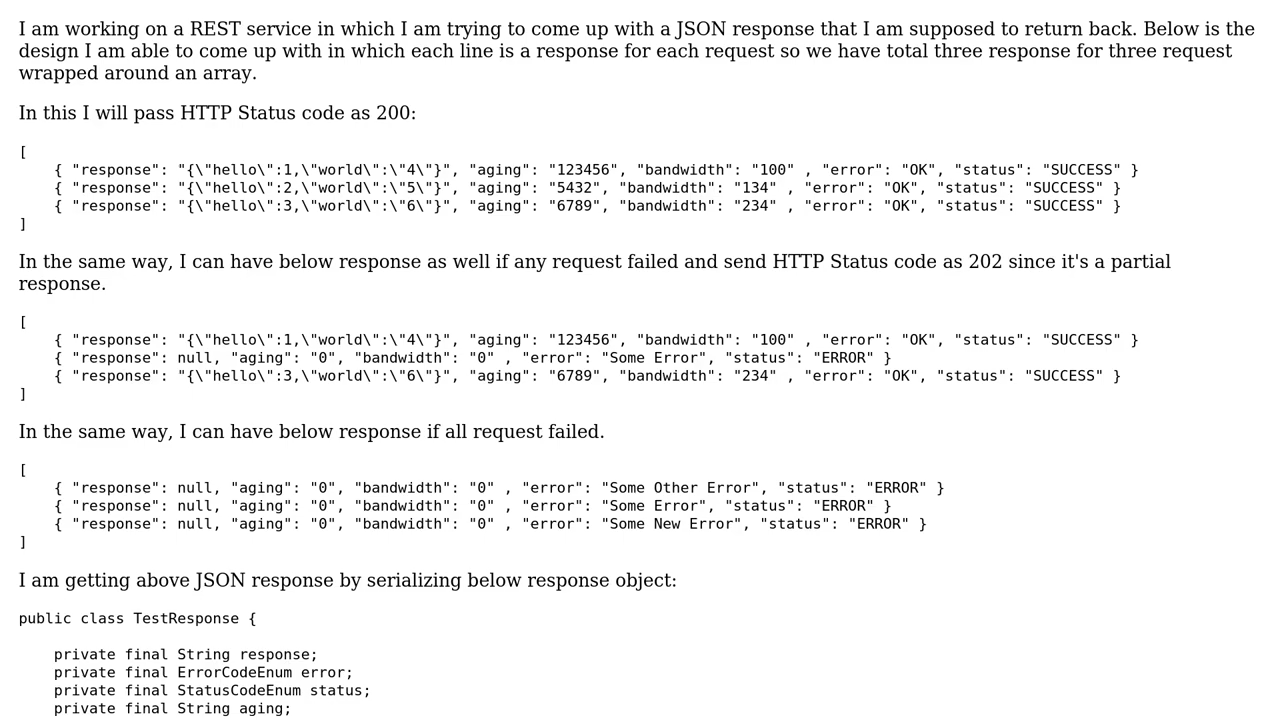 I am working on a REST service in which I am trying to come up with a JSON response that I am supposed to return back. Below is the
design I am able to come up with in which each line is a response for each request so we have total three response for three request
wrapped around an array.
In this I will pass HTTP Status code as 200:
[
    { "response": "{\"hello\":1,\"world\":\"4\"}", "aging": "123456", "bandwidth": "100" , "error": "OK", "status": "SUCCESS" }
    { "response": "{\"hello\":2,\"world\":\"5\"}", "aging": "5432", "bandwidth": "134" , "error": "OK", "status": "SUCCESS" }
    { "response": "{\"hello\":3,\"world\":\"6\"}", "aging": "6789", "bandwidth": "234" , "error": "OK", "status": "SUCCESS" }
]
In the same way, I can have below response as well if any request failed and send HTTP Status code as 202 since it's a partial
response.
[
    { "response": "{\"hello\":1,\"world\":\"4\"}", "aging": "123456", "bandwidth": "100" , "error": "OK", "status": "SUCCESS" }
    { "response": null, "aging": "0", "bandwidth": "0" , "error": "Some Error", "status": "ERROR" }
    { "response": "{\"hello\":3,\"world\":\"6\"}", "aging": "6789", "bandwidth": "234" , "error": "OK", "status": "SUCCESS" }
]
In the same way, I can have below response if all request failed.
[
    { "response": null, "aging": "0", "bandwidth": "0" , "error": "Some Other Error", "status": "ERROR" }
    { "response": null, "aging": "0", "bandwidth": "0" , "error": "Some Error", "status": "ERROR" }
    { "response": null, "aging": "0", "bandwidth": "0" , "error": "Some New Error", "status": "ERROR" }
]
I am getting above JSON response by serializing below response object:
public class TestResponse {
    private final String response;
    private final ErrorCodeEnum error;
    private final StatusCodeEnum status;
    private final String aging;